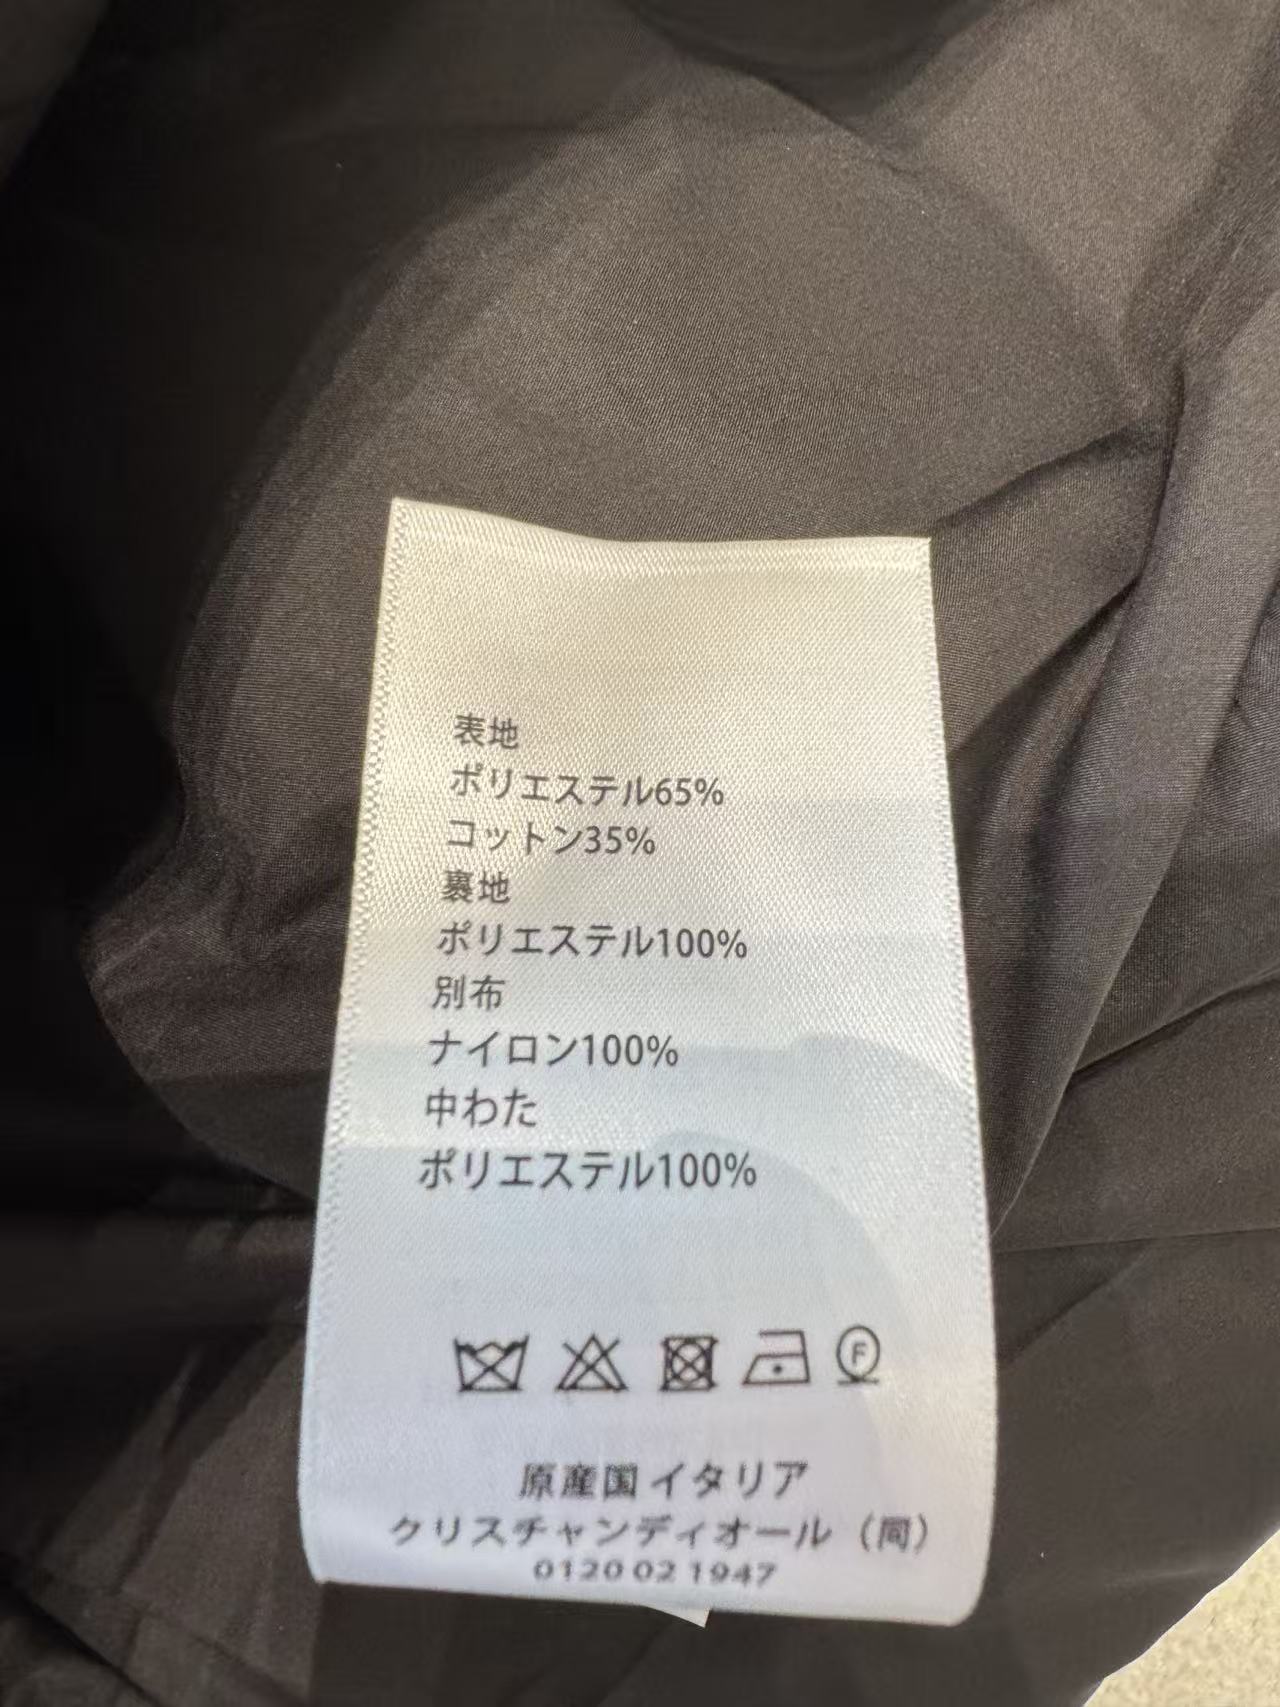 表地
ポリエステル65%
コットン35%
裏地
ポリエステル100%
別布
ナイロン100%
中わた
ポリエステル100%
F
原産国 イタリア
クリスチャンディオール（同）
0120 02 1947